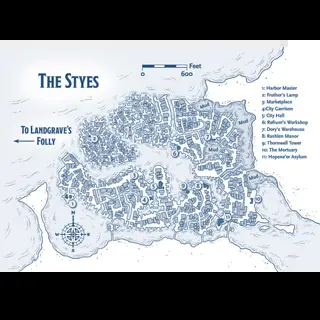 THE STYES
Feet
0 600
TO LANDGRAVE'S
FOLLY
1: Harbor Master
2: Frother's Lamp
3: Marketplace
4: City Garrison
5: City Hall
6: Refrum's Workshop
7: Dory's Warehouse
8: Rashlen Manor
9: Thornwell Tower
10: The Mortuary
11: Hopene'er Asylum
Mud
Mud
Mud
Mud
N
W E
S